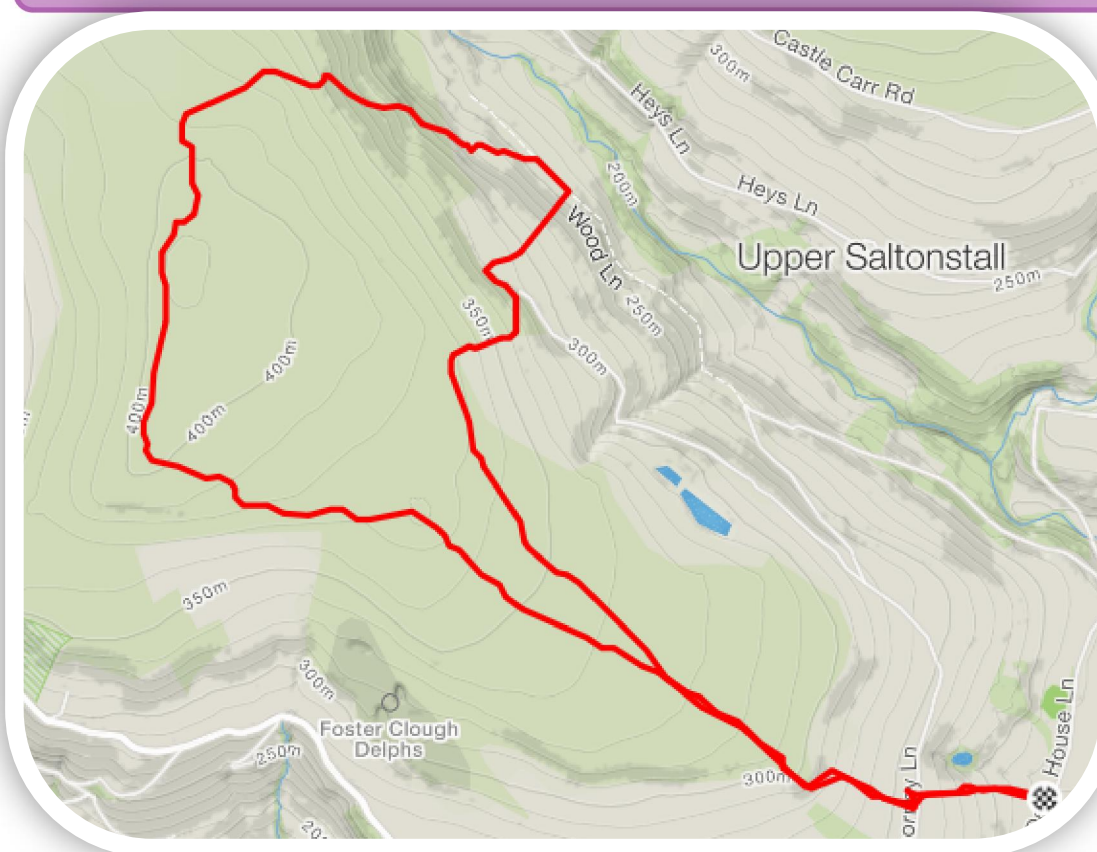 Castle Carr Rd
300m
Heys Ln
200m
Heys Ln
Upper Saltonstall
250m
Wood Ln
250m
350m
300m
400m
400m
400m
350m
300m
Foster Clough
Delphs
250m
300m
House Ln